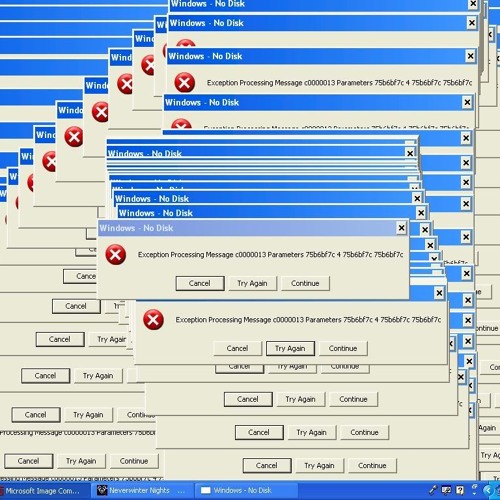 Windows - No Disk
Windows - No Disk
Windows - No Disk
Exception Processing Message c0000013 Parameters 75b6bf7c 4 75b6bf7c 75b6bf7c
Windows - No Disk
Exception Processing Message c0000013 Parameters 75b6bf7c 4 75b6bf7c 75b6bf7c
Windows - No Disk
Windows - No Disk
Windows - No Disk
Windows - No Disk
Exception Processing Message c0000013 Parameters 75b6bf7c 4 75b6bf7c 75b6bf7c
Cancel Try Again Continue
Exception Processing Message c0000013 Parameters 75b6bf7c 4 75b6bf7c 75b6bf7c
Cancel
Cancel Try Again
Cancel Try Again Continue
Cancel Try Again Continue
Cancel Try Again
Cancel Try Again Continue
Cancel Try Again
Cancel Try Again Continue
Cancel Try Again Continue
Cancel Try Again Continue
Microsoft Image Com... Neverwinter Nights Windows - No Disk